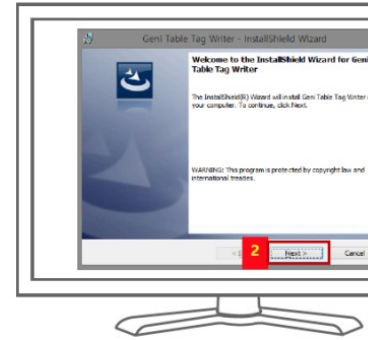 Geni Table Tag Writer - InstallShield Wizard
Welcome to the InstallShield Wizard for Geni
Table Tag Writer
The InstallShield(R) Wizard will install Geni Table Tag Writer
your computer. To continue, click Next.
WARNING: This program is protected by copyright law and
international treaties.
2
Next >
Cancel